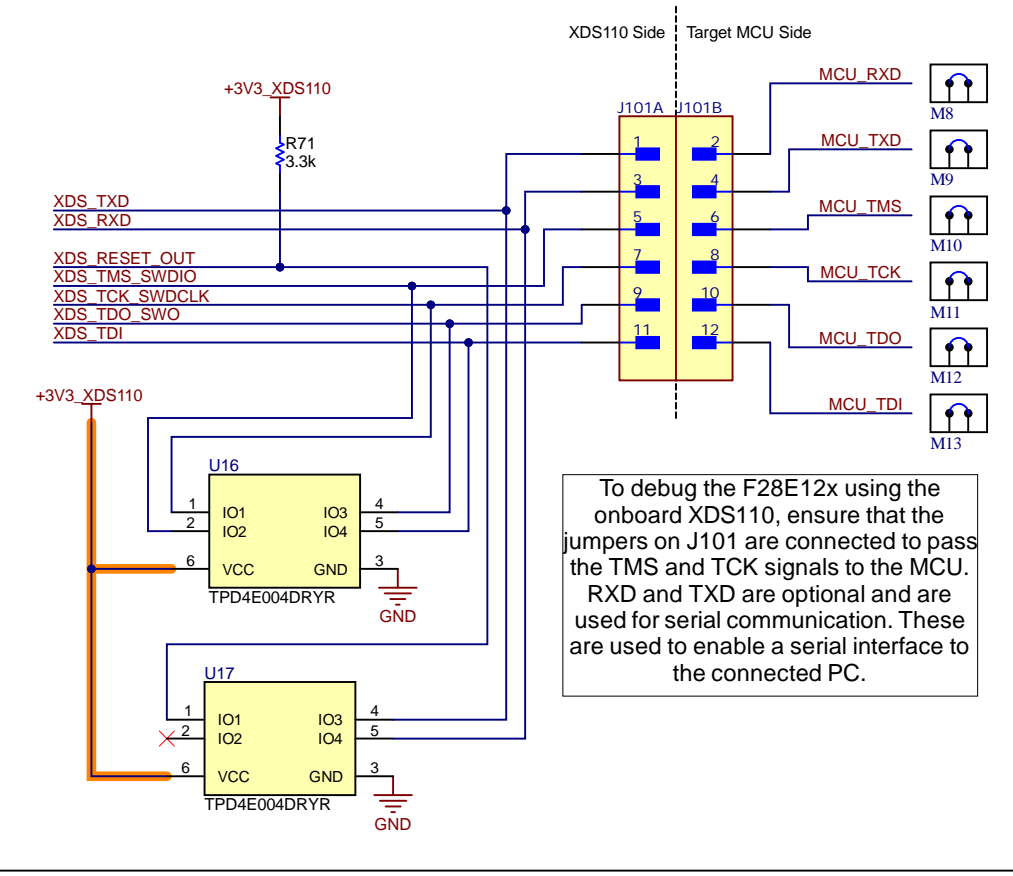 XDS110 Side
Target MCU Side
+3V3_XDS110
R71
3.3k
J101A
J101B
1
2
3
4
5
6
7
8
9
10
11
12
MCU_RXD
M8
MCU_TXD
M9
MCU_TMS
M10
MCU_TCK
M11
MCU_TDO
M12
MCU_TDI
M13
XDS_TXD
XDS_RXD
XDS_RESET_OUT
XDS_TMS_SWDIO
XDS_TCK_SWDCLK
XDS_TDO_SWO
XDS_TDI
+3V3_XDS110
U16
1
IO1
IO3
4
2
IO2
IO4
5
6
VCC
GND
3
TPD4E004DRYR
GND
U17
1
IO1
IO3
4
2
IO2
IO4
5
6
VCC
GND
3
TPD4E004DRYR
GND
To debug the F28E12x using the
onboard XDS110, ensure that the
jumpers on J101 are connected to pass
the TMS and TCK signals to the MCU.
RXD and TXD are optional and are
used for serial communication. These
are used to enable a serial interface to
the connected PC.